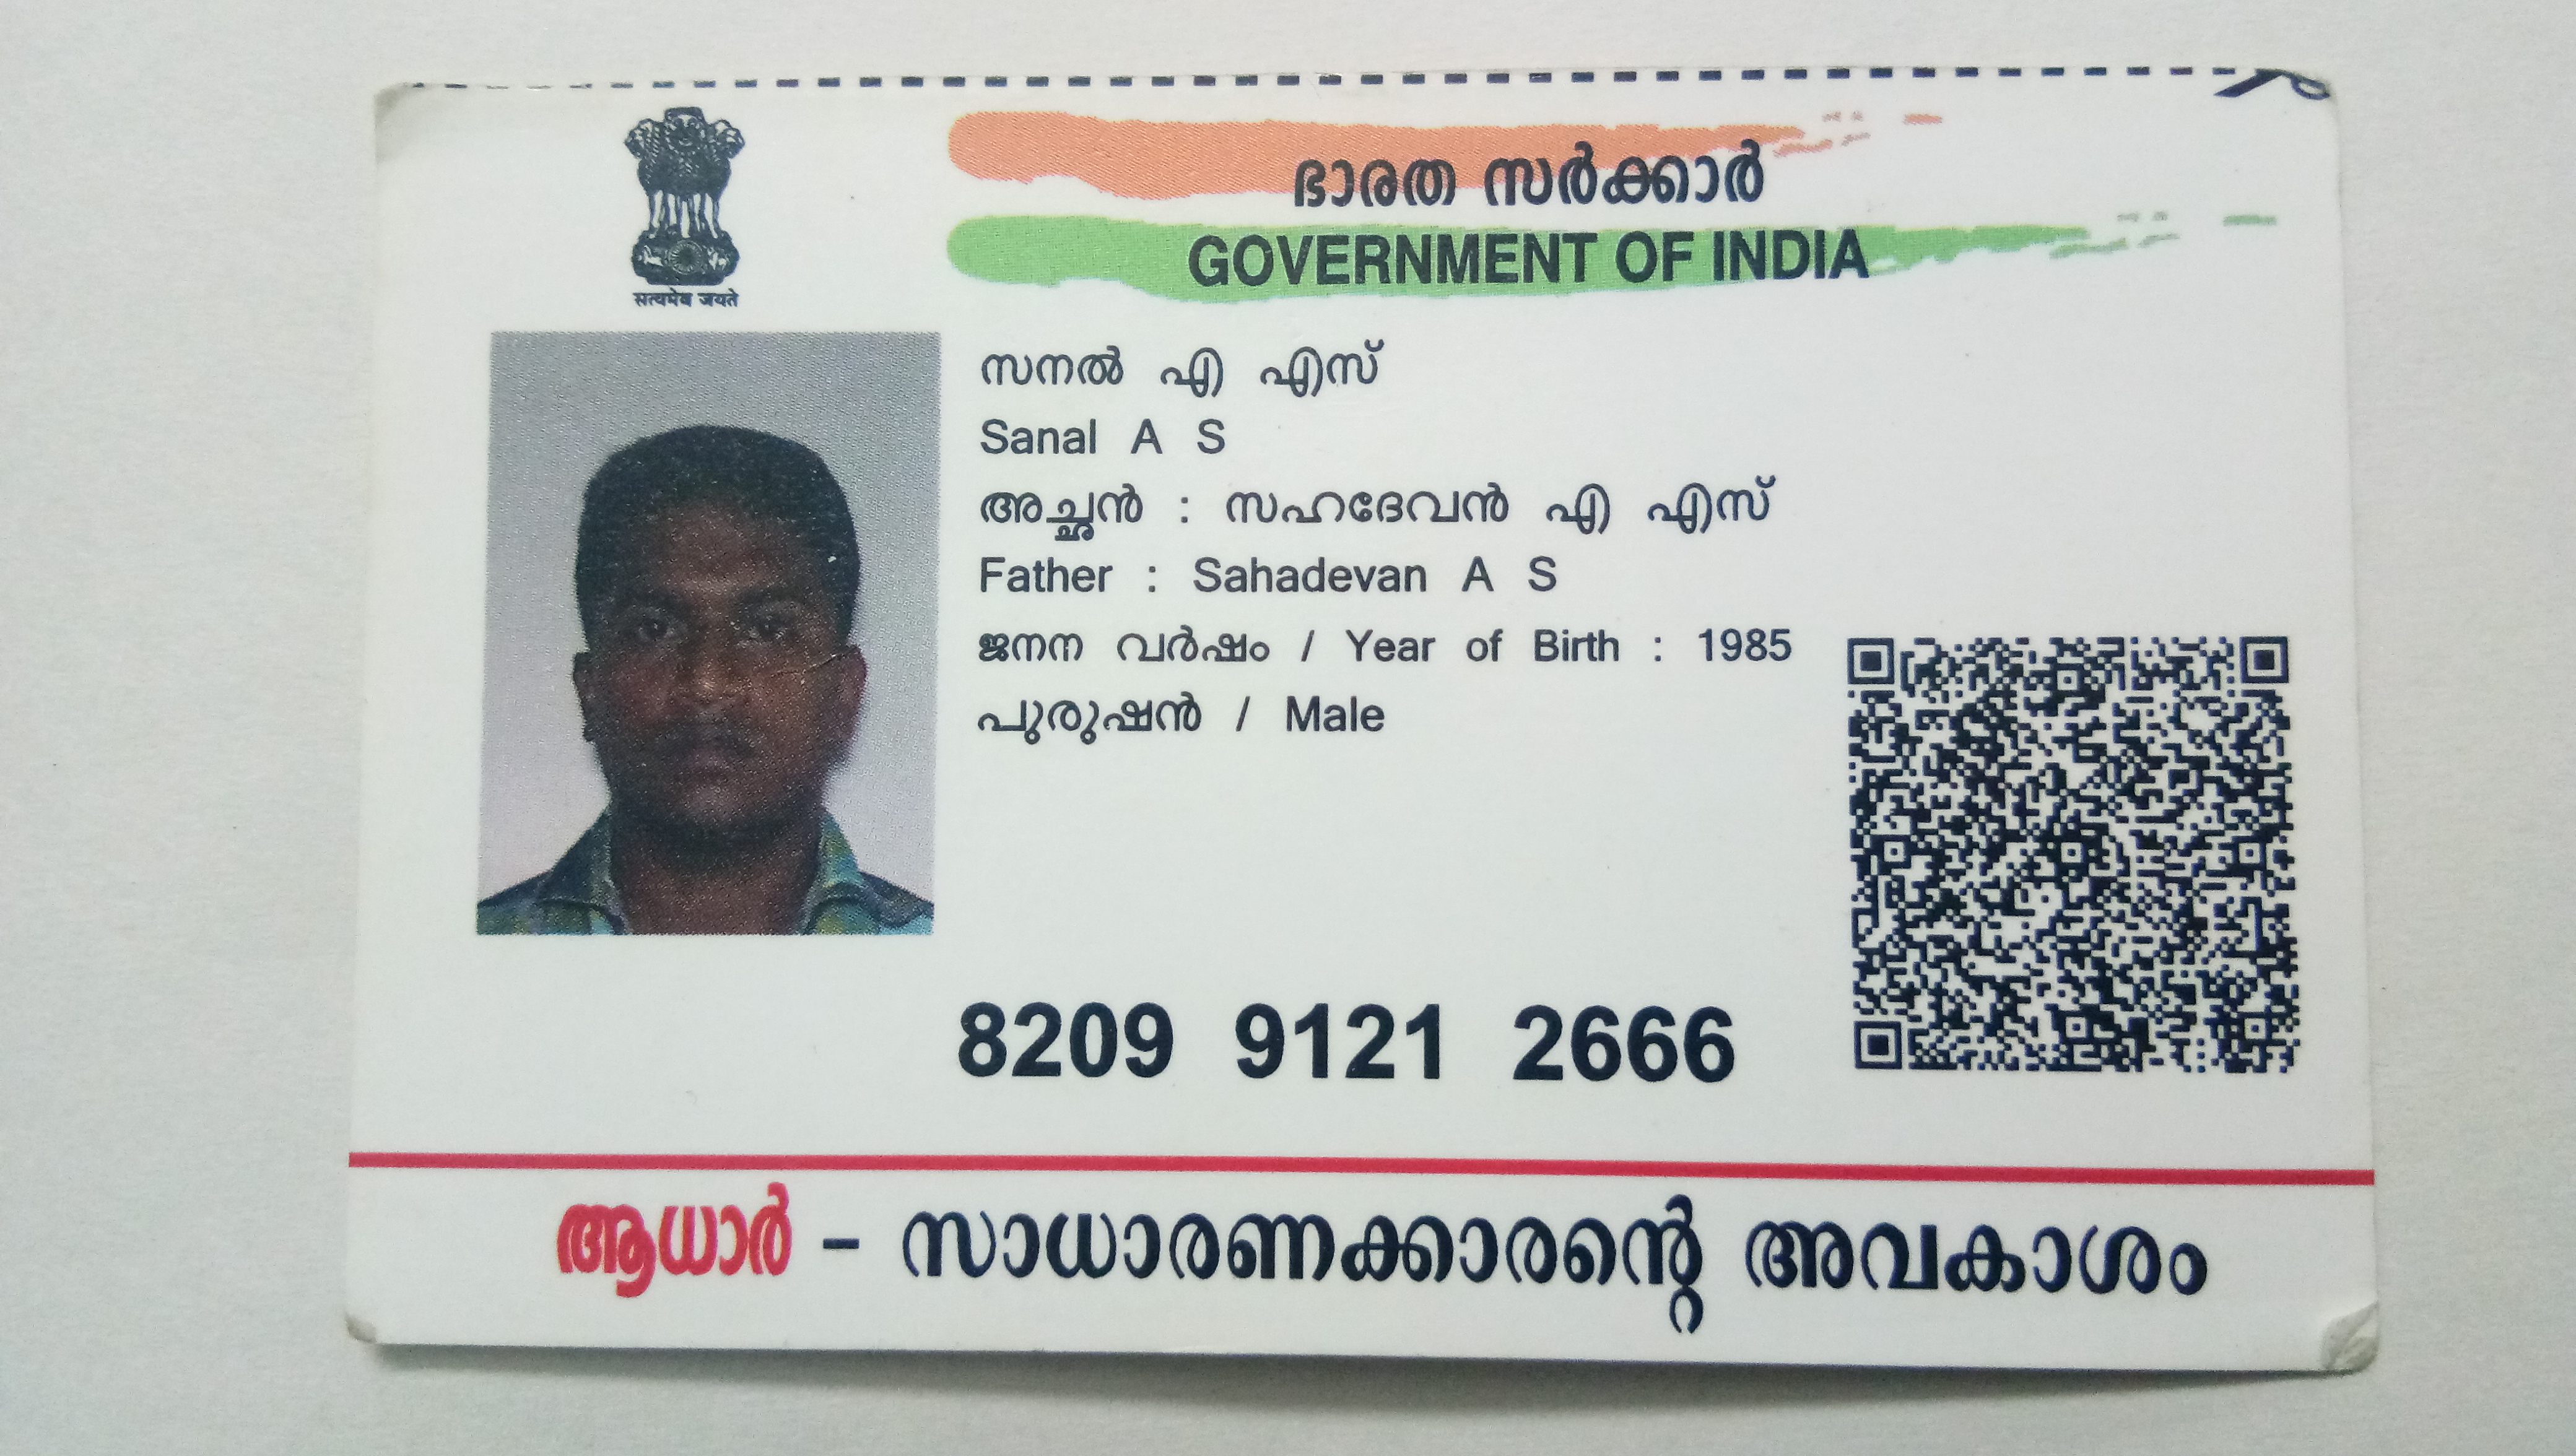 ഭാരത സർക്കാർ
GOVERNMENT OF INDIA
सत्यमेव जयते
സനൽ എ എസ്
Sanal A S
അച്ഛൻ : സഹദേവൻ എ എസ്
Father : Sahadevan A S
ജനന വർഷം / Year of Birth : 1985
പുരുഷൻ / Male
8209 9121 2666
ആധാർ - സാധാരണക്കാരന്റെ അവകാശം